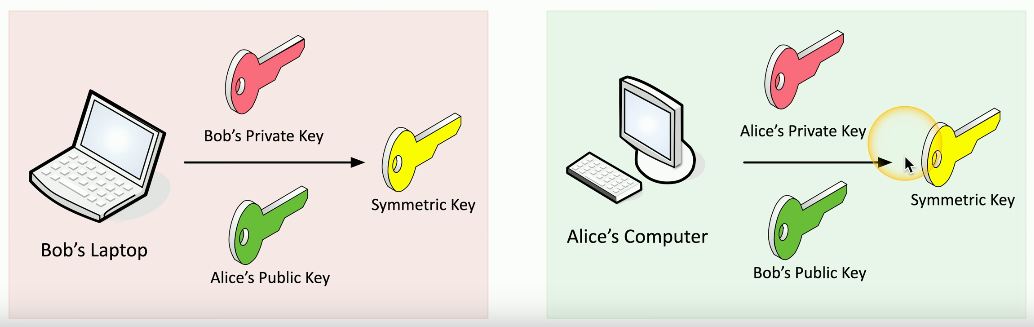 Bob's Private Key
Symmetric Key
Bob's Laptop
Alice's Public Key
Alice's Private Key
Symmetric Key
Alice's Computer
Bob's Public Key